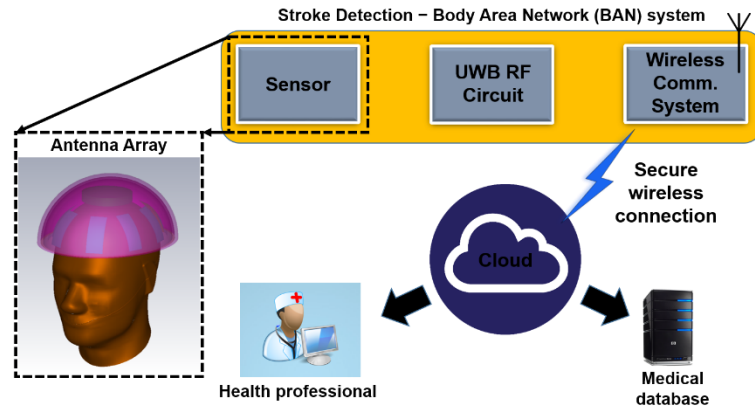 Stroke Detection – Body Area Network (BAN) system
Sensor
UWB RF
Circuit
Wireless
Comm.
System
Antenna Array
Secure
wireless
connection
Cloud
Health professional
Medical
database